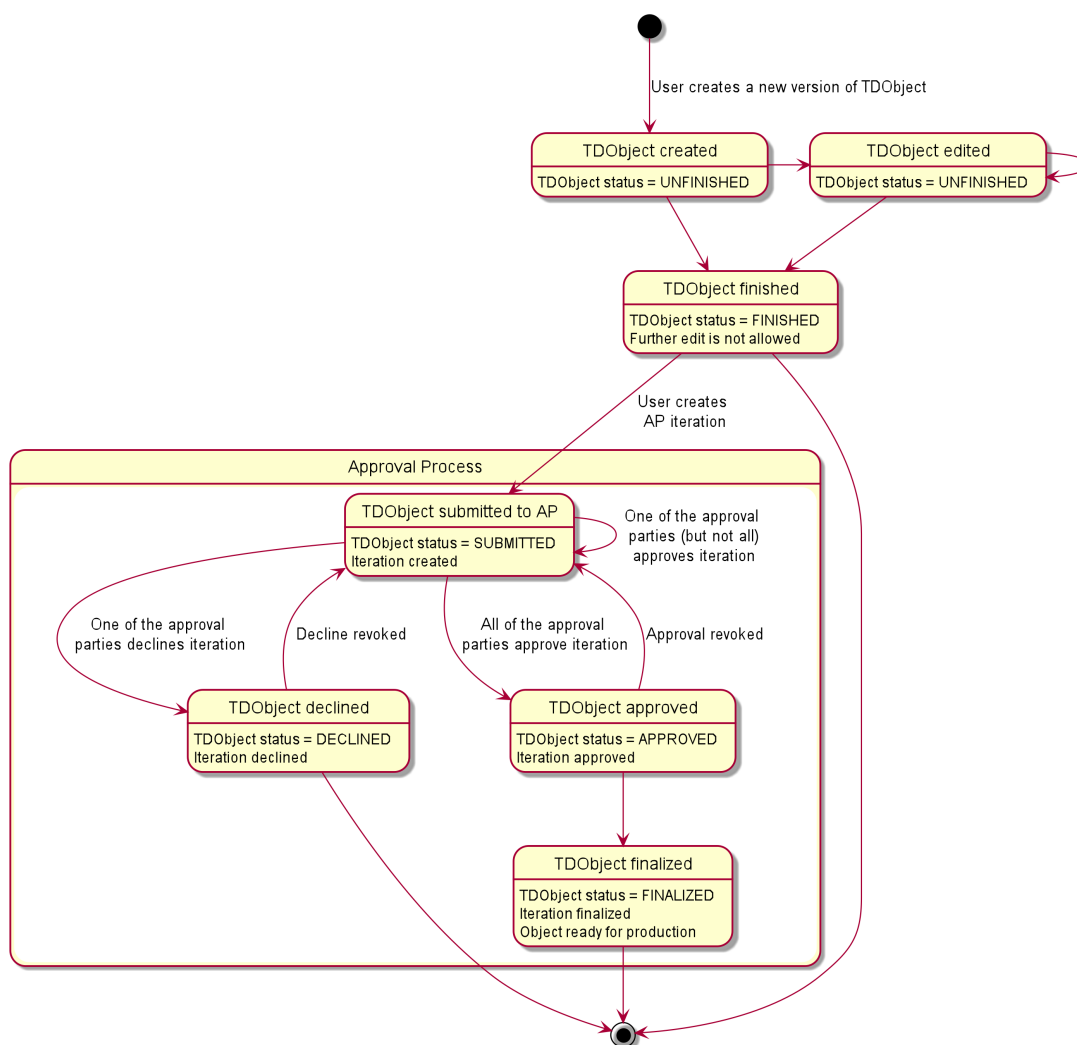 User creates a new version of TDObject
TDObject created
TDObject status = UNFINISHED
TDObject edited
TDObject status = UNFINISHED
TDObject finished
TDObject status = FINISHED
Further edit is not allowed
User creates
AP iteration
Approval Process
TDObject submitted to AP
TDObject status = SUBMITTED
Iteration created
One of the approval
parties (but not all)
approves iteration
One of the approval
parties declines iteration
Decline revoked
All of the approval
parties approve iteration
Approval revoked
TDObject declined
TDObject status = DECLINED
Iteration declined
TDObject approved
TDObject status = APPROVED
Iteration approved
TDObject finalized
TDObject status = FINALIZED
Iteration finalized
Object ready for production